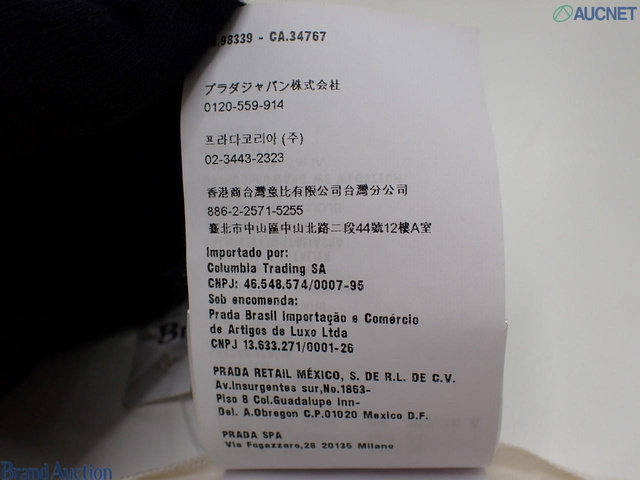 AUCNET
.98339 - CA.34767
プラダジャパン株式会社
0120-559-914
프라다코리아 (주)
02-3443-2323
香港商台灣意比有限公司台灣分公司
886-2-2571-5255
臺北市中山區中山北路二段44號12樓A室
Importado por:
Columbia Trading SA
CNPJ: 46.548.574/0007-95
Sob encomenda:
Prada Brasil Importação e Comércio
de Artigos de Luxo Ltda
CNPJ 13.633.271/0001-26
PRADA RETAIL MÉXICO, S. DE R.L. DE C.V.
Av.Insurgentes sur,No.1863-
Piso 8 Col.Guadalupe Inn-
Del. A.Obregon C.P.01020 Mexico D.F.
PRADA SPA
Via Fogazzaro,28 20135 Milano
Brand Auction